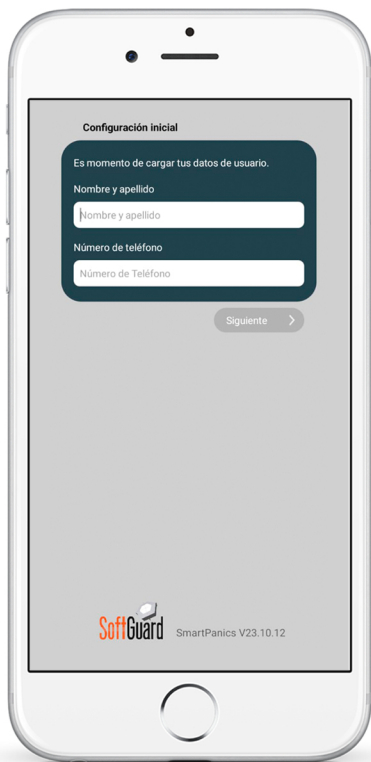 Configuración inicial
Es momento de cargar tus datos de usuario.
Nombre y apellido
Nombre y apellido
Número de teléfono
Número de Teléfono
Siguiente
SoftGuard SmartPanics V23.10.12